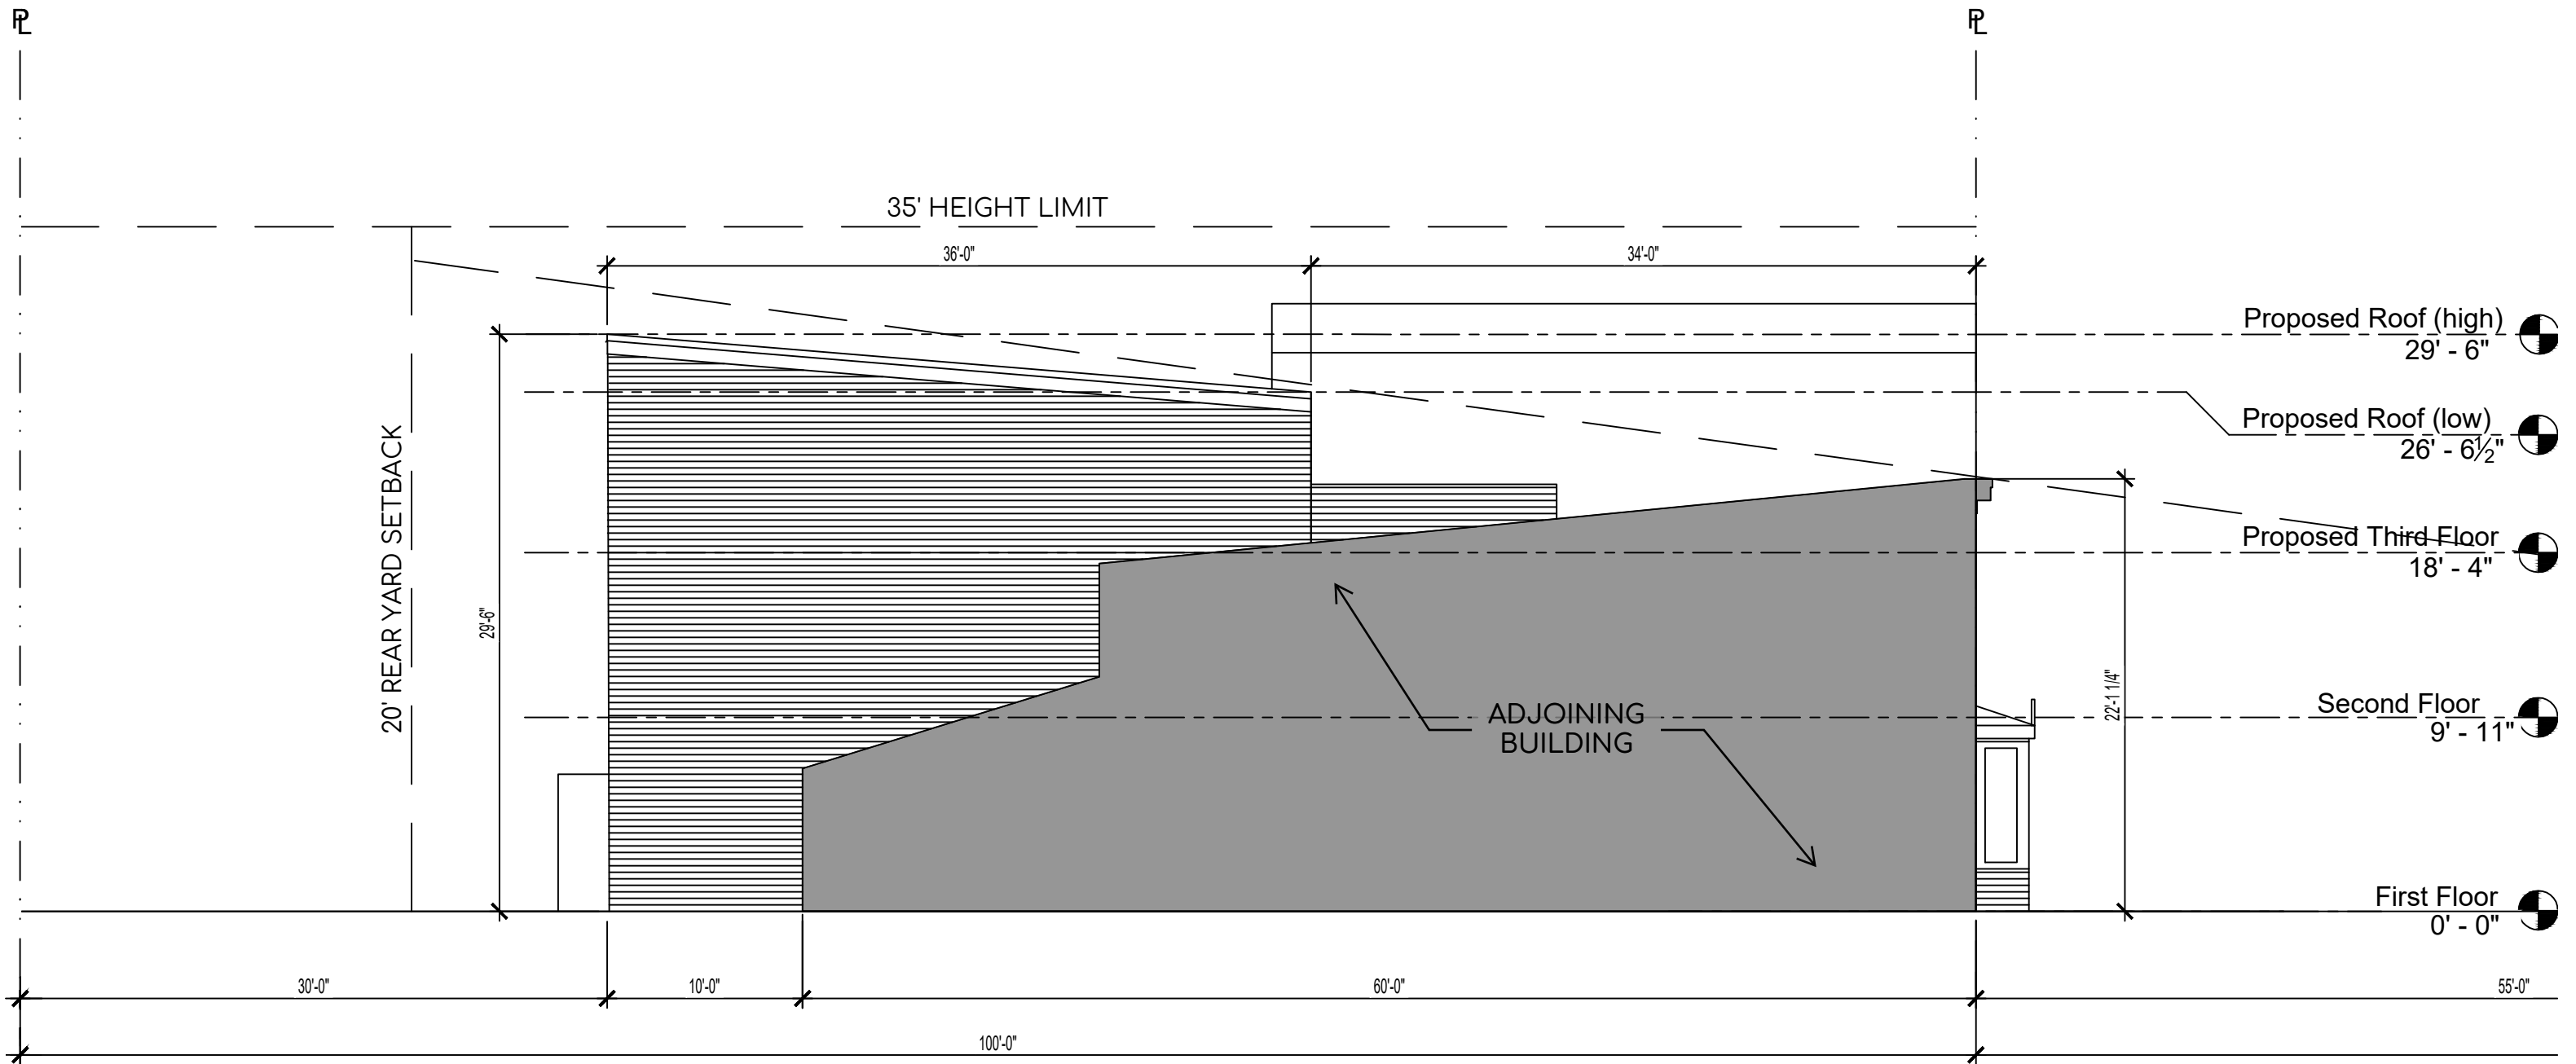 PL
PL
35' HEIGHT LIMIT
36'-0"
34'-0"
Proposed Roof (high)
29' - 6"
Proposed Roof (low)
26' - 6½"
20' REAR YARD SETBACK
29'-6"
Proposed Third Floor
18' - 4"
22'-1 1/4"
ADJOINING
BUILDING
Second Floor
9' - 11"
First Floor
0' - 0"
30'-0"
10'-0"
60'-0"
55'-0"
100'-0"